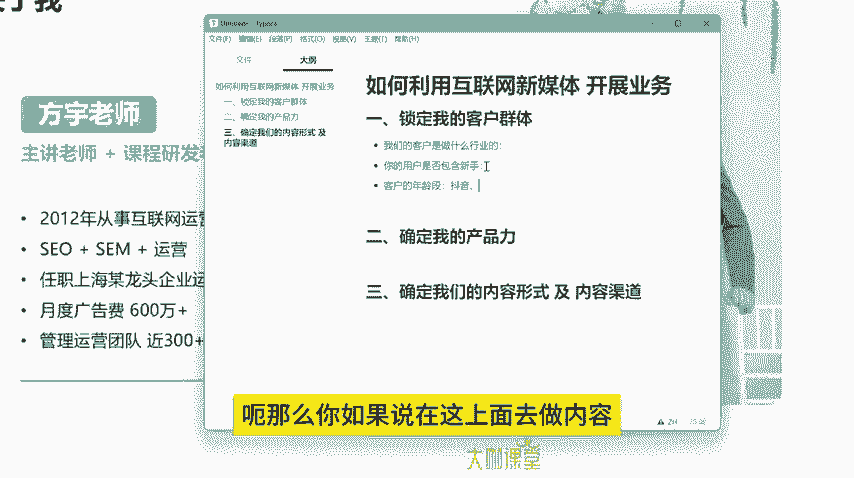 方宇老师
主讲老师 + 课程研发
2012年从事互联网运营
SEO + SEM + 运营
任职上海某龙头企业运
月度广告费 600万+
管理运营团队 近300+
文件(F) 编辑(E) 段落(P) 格式(O) 视图(V) 主题(T) 帮助(H)
文件 大纲
如何利用互联网新媒体 开展业务
一、锁定我的客户群体
二、确定我的产品力
三、确定我们的内容形式 及
内容渠道
如何利用互联网新媒体 开展业务
一、锁定我的客户群体
我们的客户是做什么行业的:
你的用户是否包含新手:
客户的年龄段: 抖音、
二、确定我的产品力
三、确定我们的内容形式 及 内容渠道
呃那么你如果说在这上面去做内容